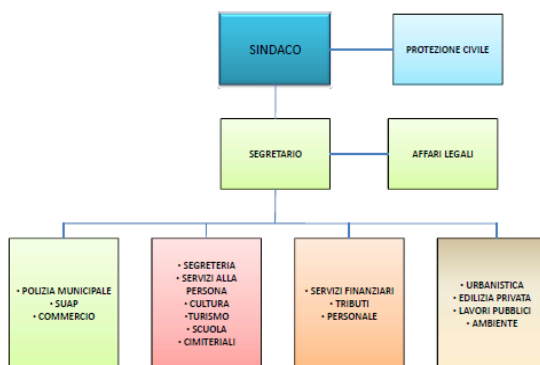 SINDACO
PROTEZIONE CIVILE
SEGRETARIO
AFFARI LEGALI
• POLIZIA MUNICIPALE
• SUAP
• COMMERCIO
• SEGRETERIA
• SERVIZI ALLA
PERSONA
• CULTURA
• TURISMO
• SCUOLA
• CIMITERIALI
• SERVIZI FINANZIARI
• TRIBUTI
• PERSONALE
• URBANISTICA
• EDILIZIA PRIVATA
• LAVORI PUBBLICI
• AMBIENTE